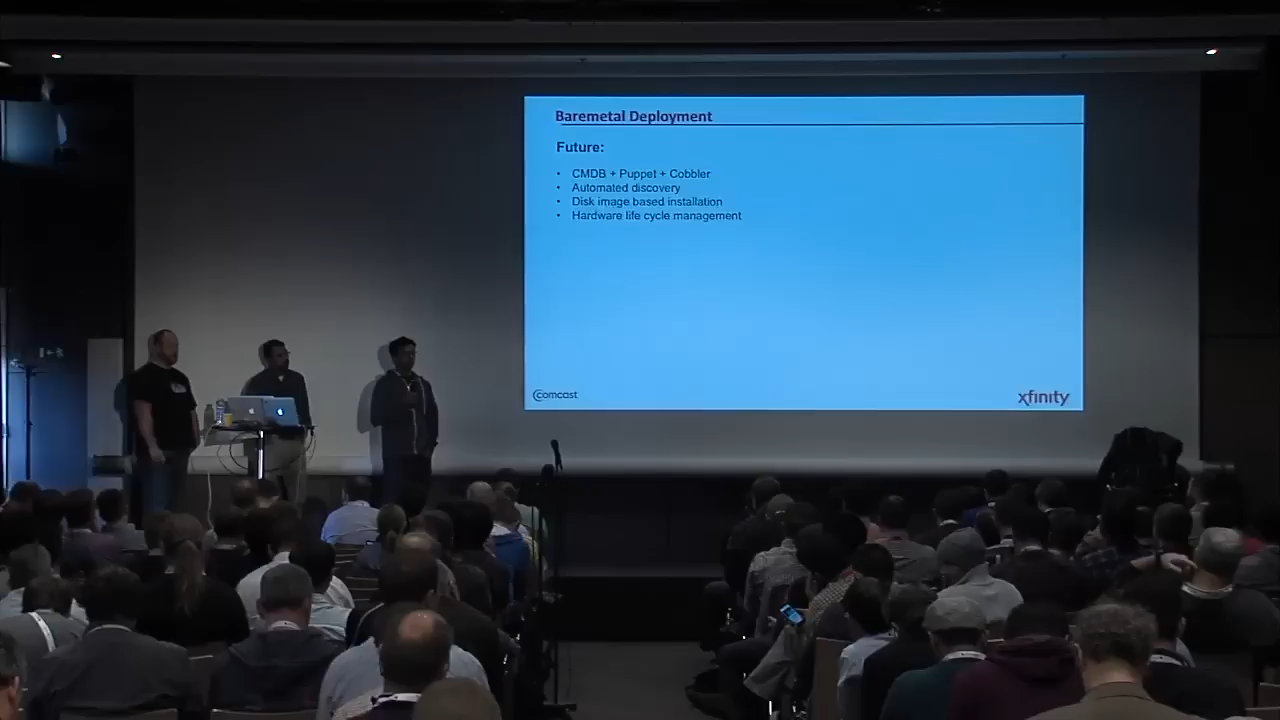 Baremetal Deployment
Future:
• CMDB + Puppet + Cobbler
• Automated discovery
• Disk image based installation
• Hardware life cycle management
comcast
xfinity